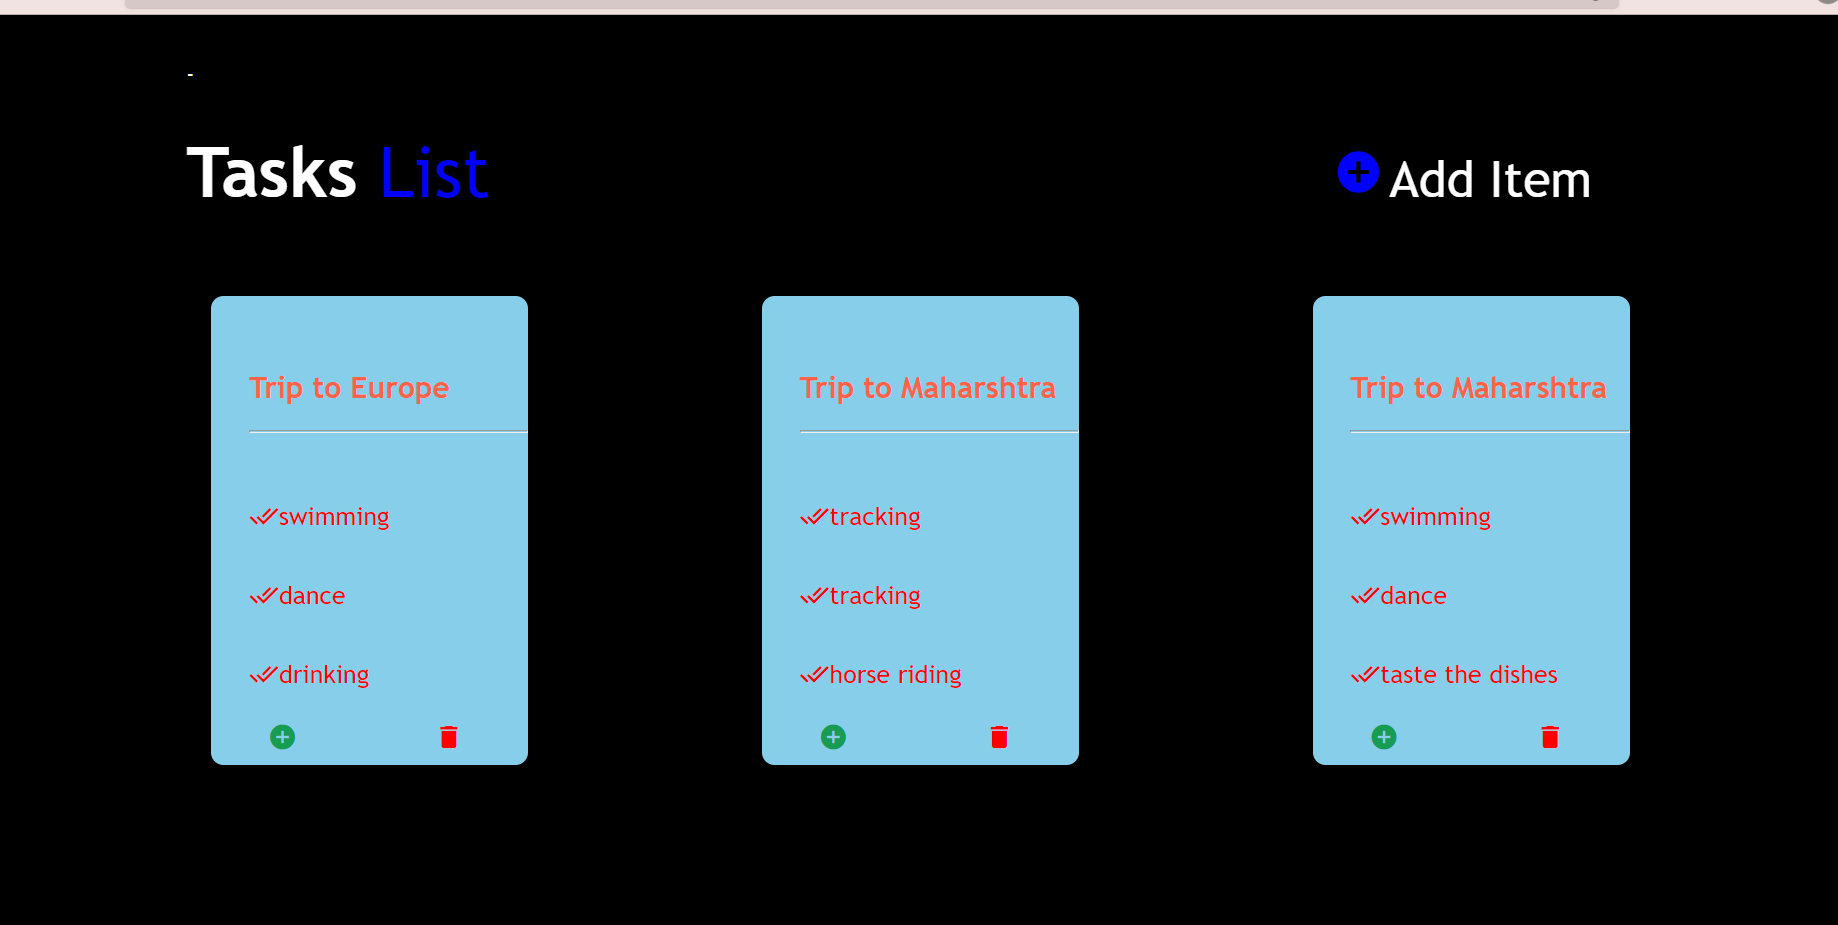 -
Tasks List
Add Item
Trip to Europe
swimming
dance
drinking
Trip to Maharshtra
tracking
tracking
horse riding
Trip to Maharshtra
swimming
dance
taste the dishes